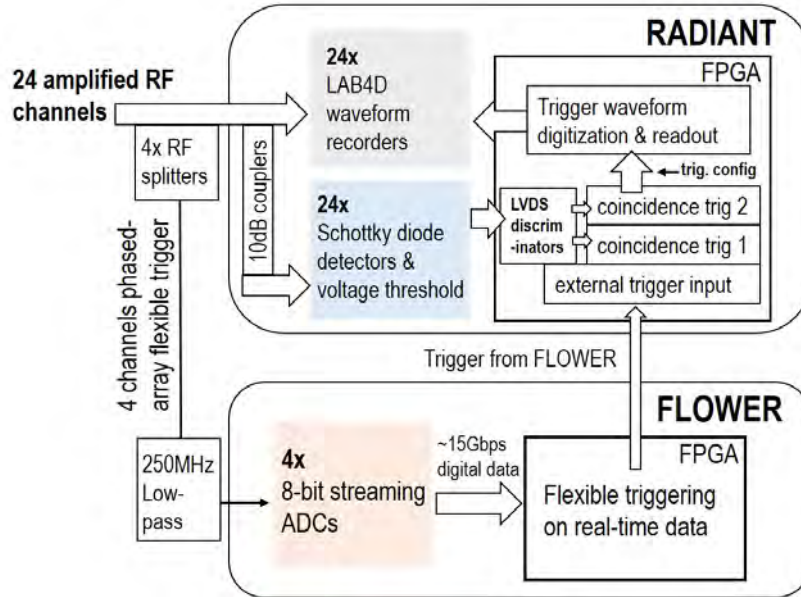 RADIANT
24 amplified RF
channels
24x
LAB4D
waveform
recorders
FPGA
Trigger waveform
digitization & readout
trig. config
4x RF
splitters
10dB couplers
24x
Schottky diode
detectors &
voltage threshold
LVDS
discrim
-inators
coincidence trig 2
coincidence trig 1
external trigger input
4 channels phased-
array flexible trigger
Trigger from FLOWER
FLOWER
250MHz
Low-
pass
4x
8-bit streaming
ADCs
~15Gbps
digital data
FPGA
Flexible triggering
on real-time data